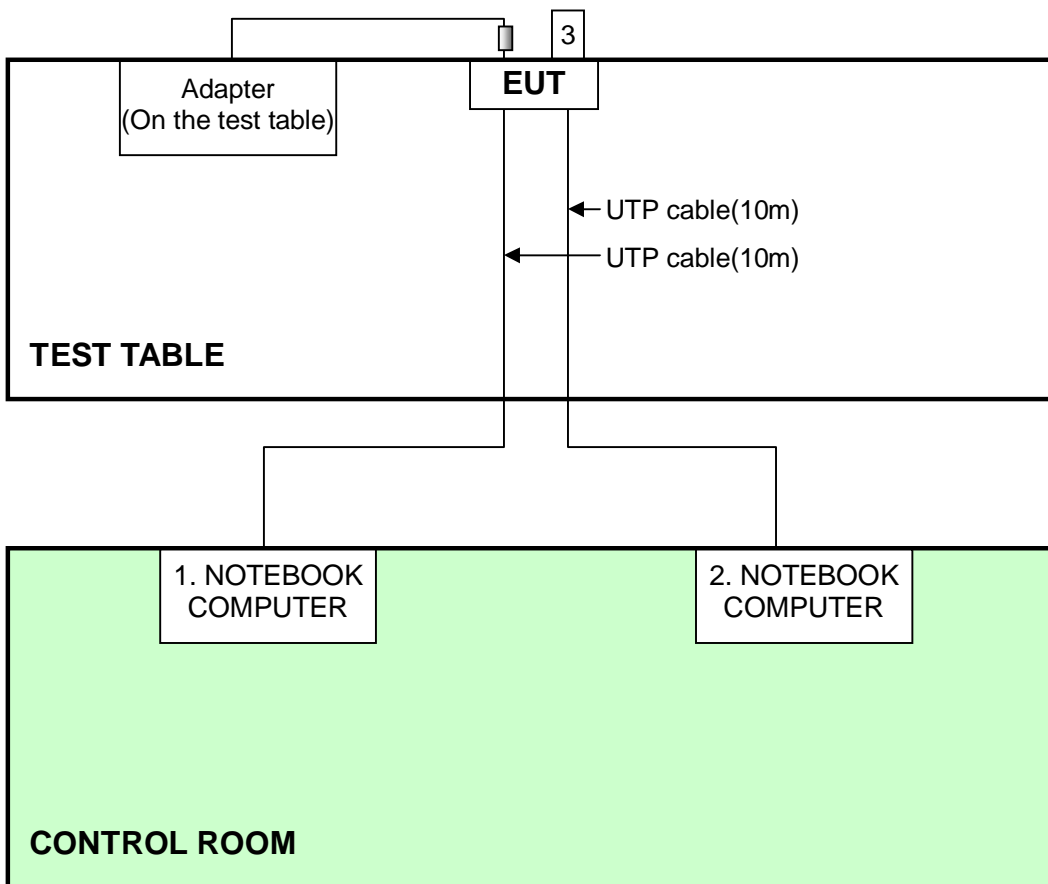 3
EUT
Adapter
(On the test table)
UTP cable(10m)
UTP cable(10m)
TEST TABLE
1. NOTEBOOK
COMPUTER
2. NOTEBOOK
COMPUTER
CONTROL ROOM